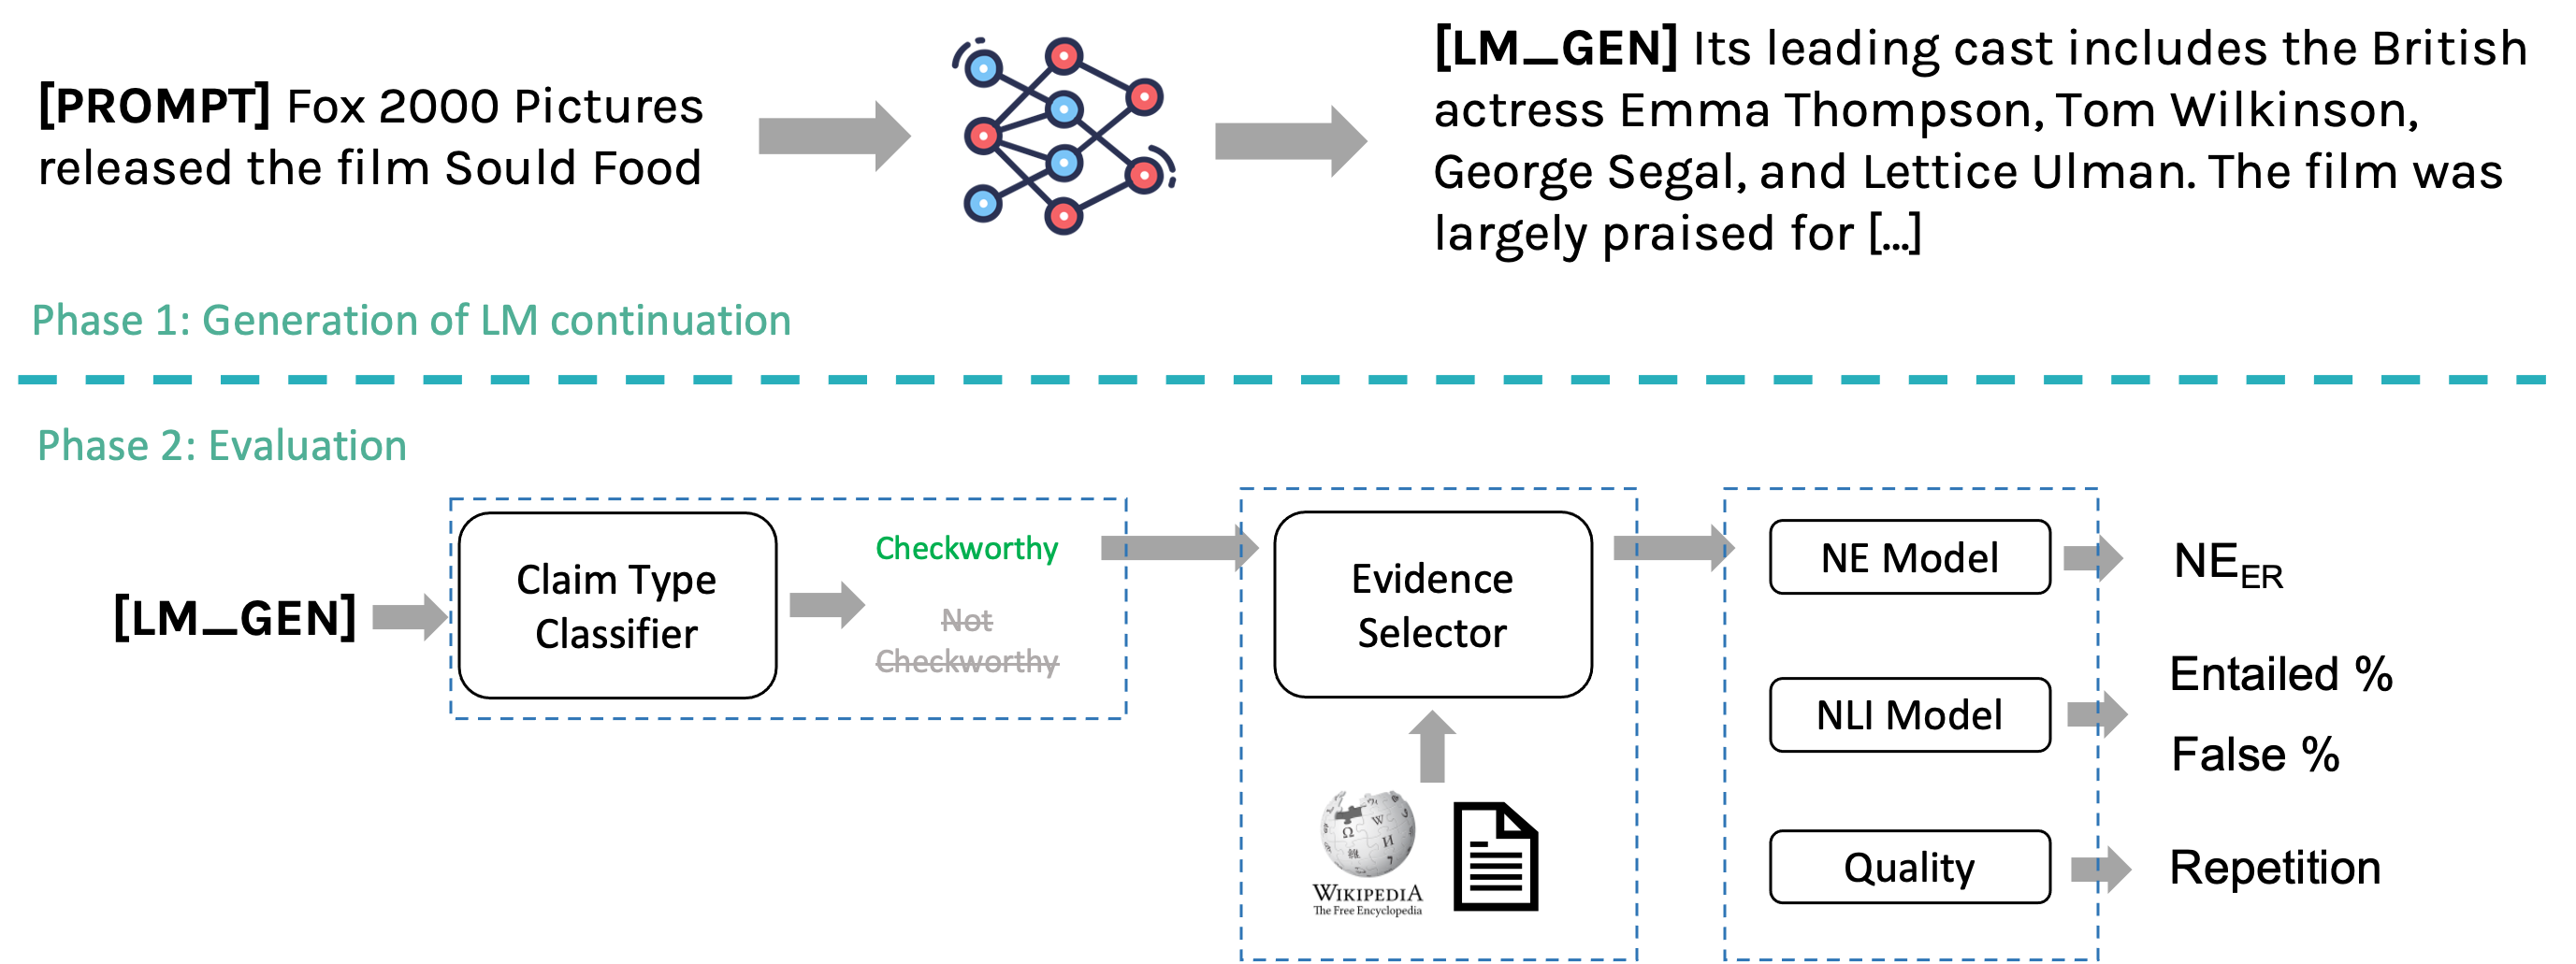 [PROMPT] Fox 2000 Pictures
released the film Sould Food
[LM_GEN] Its leading cast includes the British
actress Emma Thompson, Tom Wilkinson,
George Segal, and Lettice Ulman. The film was
largely praised for [...]
Phase 1: Generation of LM continuation
Phase 2: Evaluation
[LM_GEN]
Claim Type
Classifier
Checkworthy
Not
Checkworthy
Evidence
Selector
WIKIPEDIA
The Free Encyclopedia
NE Model
NLI Model
Quality
NE_ER
Entailed %
False %
Repetition